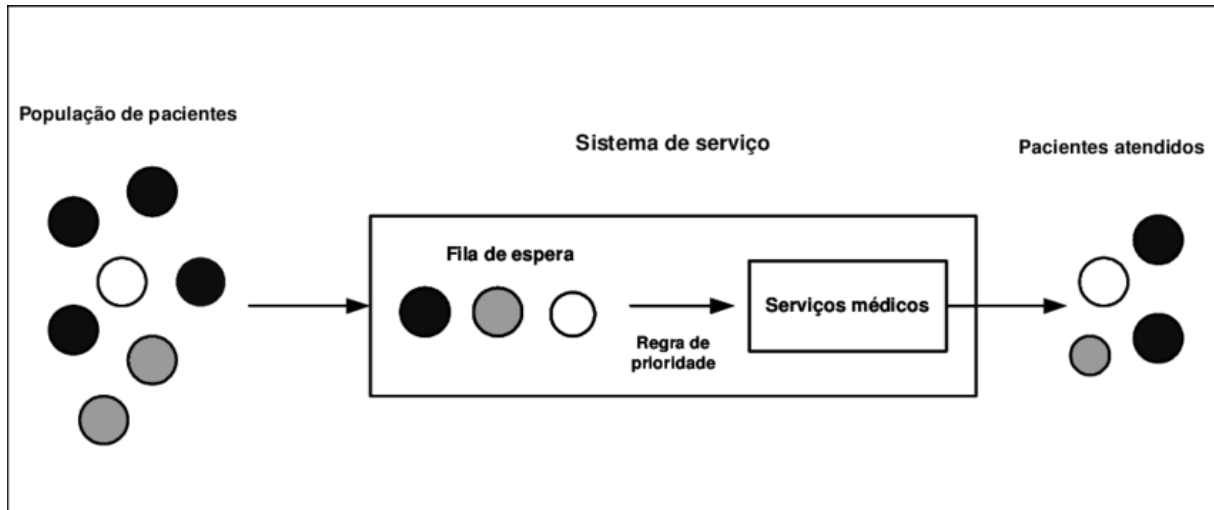 População de pacientes
Sistema de serviço
Pacientes atendidos
Fila de espera
Regra de
prioridade
Serviços médicos